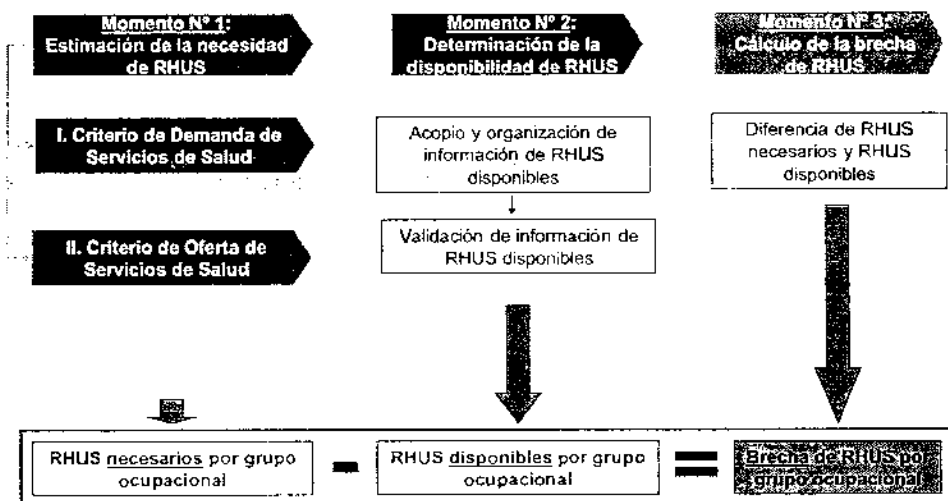 Momento Nº 1:
Estimación de la necesidad
de RHUS
Momento Nº 2:
Determinación de la
disponibilidad de RHUS
Momento Nº 3:
Cálculo de la brecha
de RHUS
I. Criterio de Demanda de
Servicios de Salud
Acopio y organización de
información de RHUS
disponibles
Diferencia de RHUS
necesarios y RHUS
disponibles
II. Criterio de Oferta de
Servicios de Salud
Validación de información de
RHUS disponibles
RHUS necesarios por grupo
ocupacional
RHUS disponibles por grupo
ocupacional
Brecha de RHUS por
grupo ocupacional